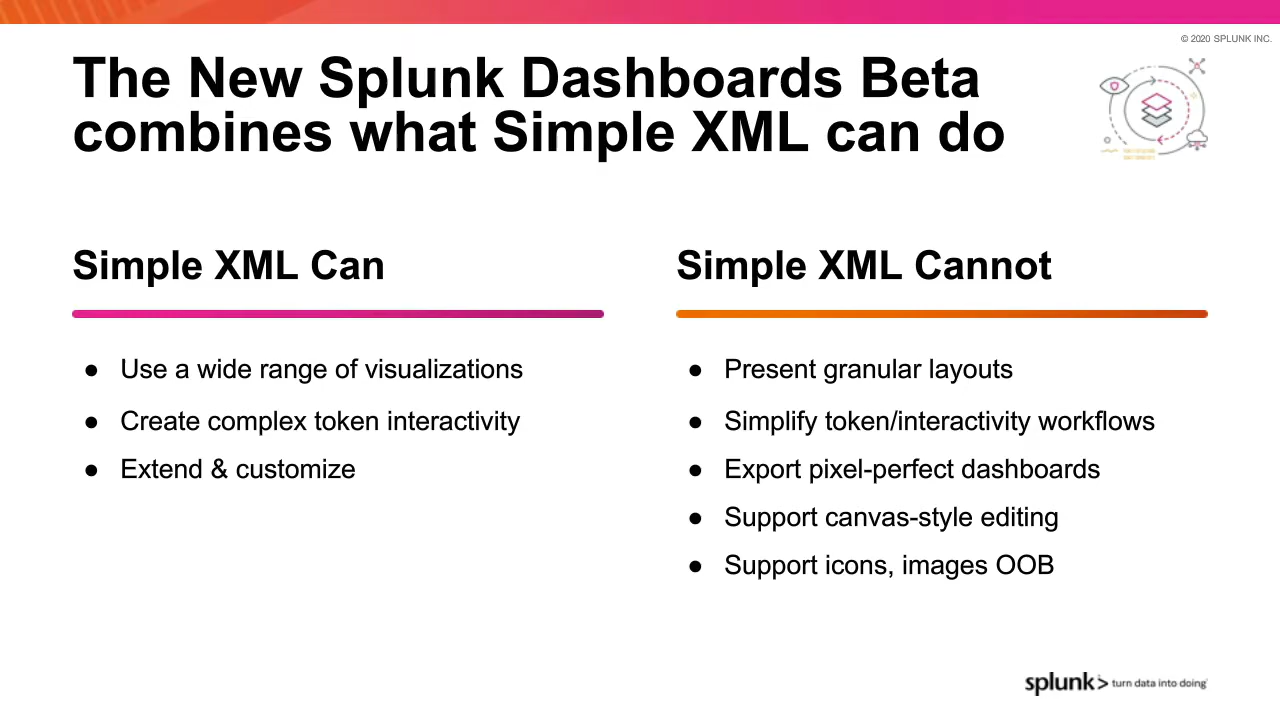 © 2020 SPLUNK INC.
The New Splunk Dashboards Beta
combines what Simple XML can do
Simple XML Can
● Use a wide range of visualizations
● Create complex token interactivity
● Extend & customize
Simple XML Cannot
● Present granular layouts
● Simplify token/interactivity workflows
● Export pixel-perfect dashboards
● Support canvas-style editing
● Support icons, images OOB
splunk> turn data into doing